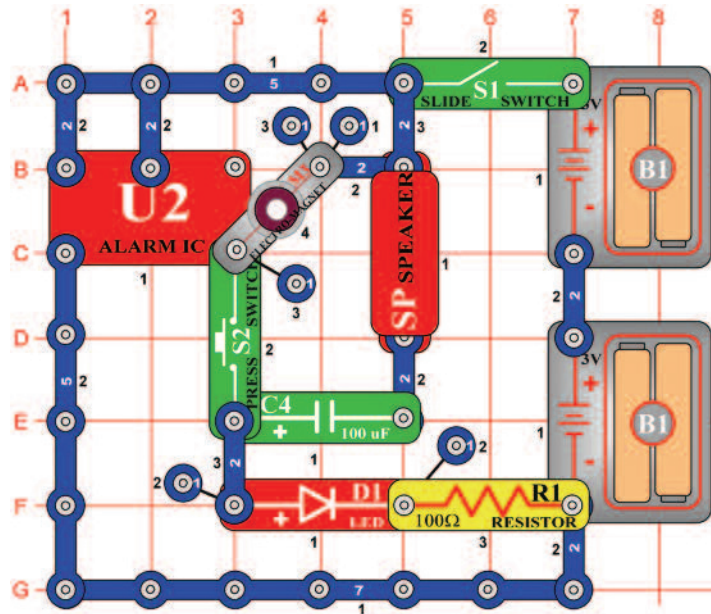 1 2 3 4 5 6 7 8
A
1
5
2
S1
SLIDE SWITCH
2 2
2 2
3 1 1
2 3
3V
+
B
U2
ALARM IC
1
M1
ELECTROMAGNET
4
2
2
SPEAKER
SP
1
1
-
B1
C
1
3
2 2
D
S2
PRESS SWITCH
2
5 2
2 2
3V
+
-
B1
1
E
C4
+
100 uF
1
3 2
1 2
F
2 1
D1
+
LED
1
R1
100Ω
RESISTOR
3
2 2
G
7
1